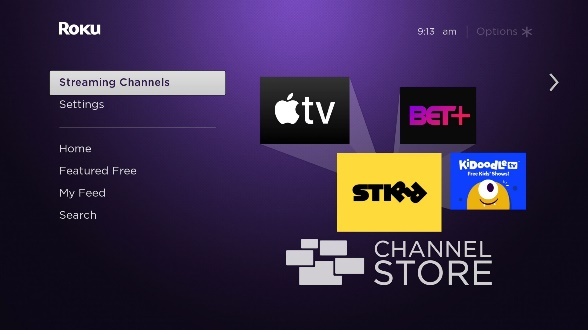 Roku
9:13 am | Options
Streaming Channels
Settings
Home
Featured Free
My Feed
Search
tv
BET+
KiDoodle TV
Free Kids' Shows!
CHANNEL
STORE